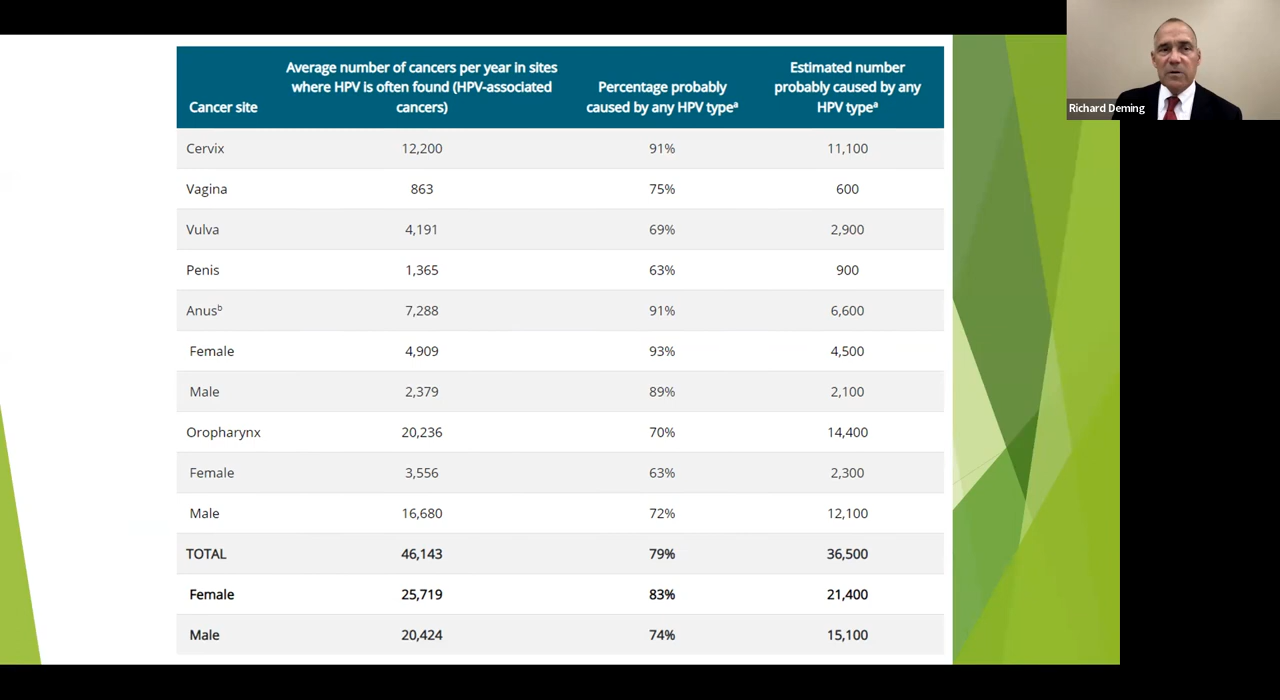 Richard Deming
Cancer site
Average number of cancers per year in sites
where HPV is often found (HPV-associated
cancers)
Percentage probably
caused by any HPV typeᵃ
Estimated number
probably caused by any
HPV typeᵃ
Cervix 12,200 91% 11,100
Vagina 863 75% 600
Vulva 4,191 69% 2,900
Penis 1,365 63% 900
Anusᵇ 7,288 91% 6,600
Female 4,909 93% 4,500
Male 2,379 89% 2,100
Oropharynx 20,236 70% 14,400
Female 3,556 63% 2,300
Male 16,680 72% 12,100
TOTAL 46,143 79% 36,500
Female 25,719 83% 21,400
Male 20,424 74% 15,100